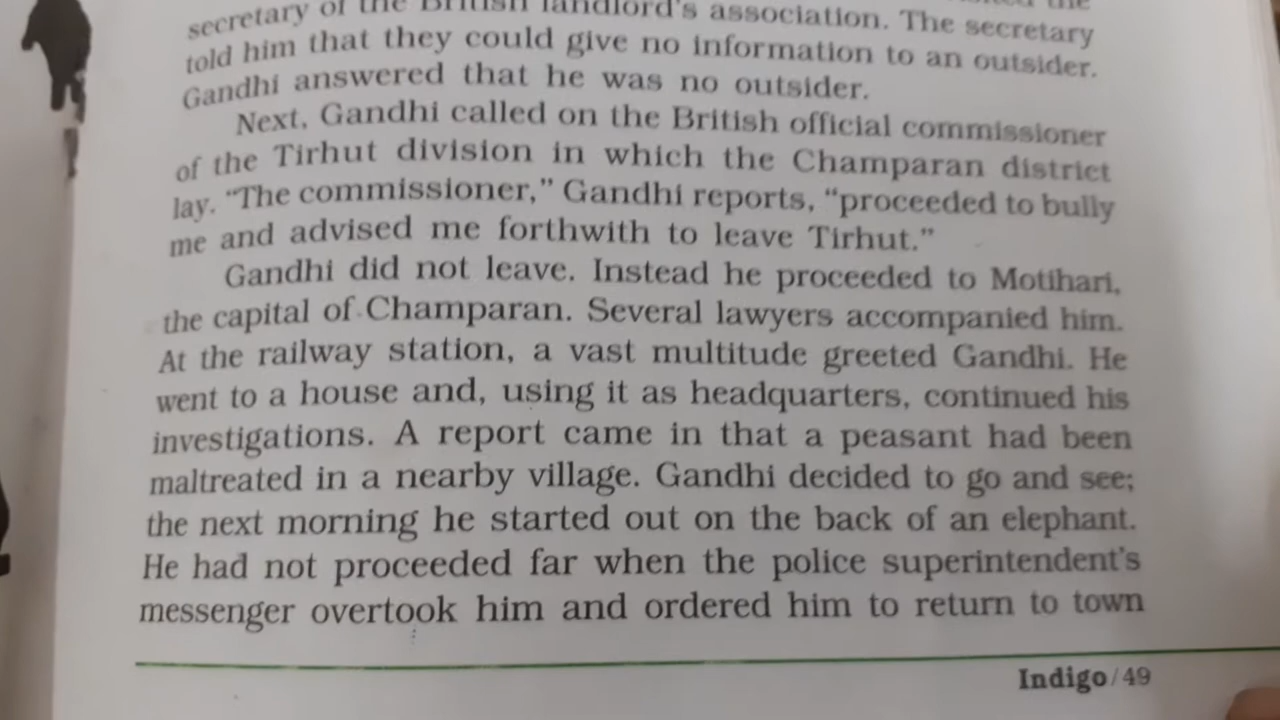 the
secretary of the British landlord's association. The secretary
told him that they could give no information to an outsider.
Gandhi answered that he was no outsider.
Next, Gandhi called on the British official commissioner
of the Tirhut division in which the Champaran district
lay. “The commissioner,” Gandhi reports, “proceeded to bully
me and advised me forthwith to leave Tirhut.”
Gandhi did not leave. Instead he proceeded to Motihari,
the capital of Champaran. Several lawyers accompanied him.
At the railway station, a vast multitude greeted Gandhi. He
went to a house and, using it as headquarters, continued his
investigations. A report came in that a peasant had been
maltreated in a nearby village. Gandhi decided to go and see;
the next morning he started out on the back of an elephant.
He had not proceeded far when the police superintendent's
messenger overtook him and ordered him to return to town
Indigo/49